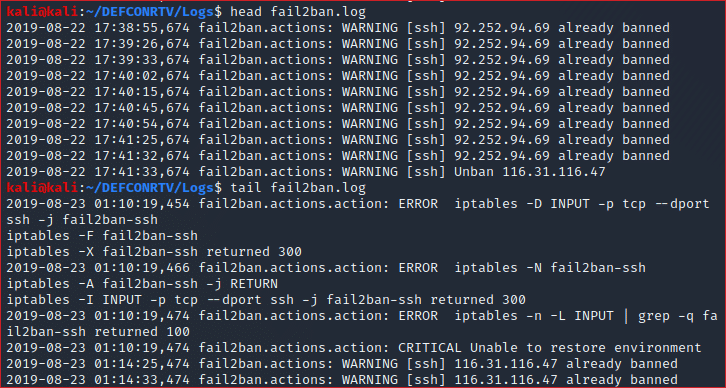 kali@kali:~/DEFCONRTV/Logs$ head fail2ban.log
2019-08-22 17:38:55,674 fail2ban.actions: WARNING [ssh] 92.252.94.69 already banned
2019-08-22 17:39:26,674 fail2ban.actions: WARNING [ssh] 92.252.94.69 already banned
2019-08-22 17:39:33,674 fail2ban.actions: WARNING [ssh] 92.252.94.69 already banned
2019-08-22 17:40:02,674 fail2ban.actions: WARNING [ssh] 92.252.94.69 already banned
2019-08-22 17:40:15,674 fail2ban.actions: WARNING [ssh] 92.252.94.69 already banned
2019-08-22 17:40:45,674 fail2ban.actions: WARNING [ssh] 92.252.94.69 already banned
2019-08-22 17:40:54,674 fail2ban.actions: WARNING [ssh] 92.252.94.69 already banned
2019-08-22 17:41:25,674 fail2ban.actions: WARNING [ssh] 92.252.94.69 already banned
2019-08-22 17:41:32,674 fail2ban.actions: WARNING [ssh] 92.252.94.69 already banned
2019-08-22 17:41:33,674 fail2ban.actions: WARNING [ssh] Unban 116.31.116.47
kali@kali:~/DEFCONRTV/Logs$ tail fail2ban.log
2019-08-23 01:10:19,454 fail2ban.actions.action: ERROR  iptables -D INPUT -p tcp --dport
ssh -j fail2ban-ssh
iptables -F fail2ban-ssh
iptables -X fail2ban-ssh returned 300
2019-08-23 01:10:19,466 fail2ban.actions.action: ERROR  iptables -N fail2ban-ssh
iptables -A fail2ban-ssh -j RETURN
iptables -I INPUT -p tcp --dport ssh -j fail2ban-ssh returned 300
2019-08-23 01:10:19,474 fail2ban.actions.action: ERROR  iptables -n -L INPUT | grep -q fa
il2ban-ssh returned 100
2019-08-23 01:10:19,474 fail2ban.actions.action: CRITICAL Unable to restore environment
2019-08-23 01:14:25,474 fail2ban.actions: WARNING [ssh] 116.31.116.47 already banned
2019-08-23 01:14:33,474 fail2ban.actions: WARNING [ssh] 116.31.116.47 already banned